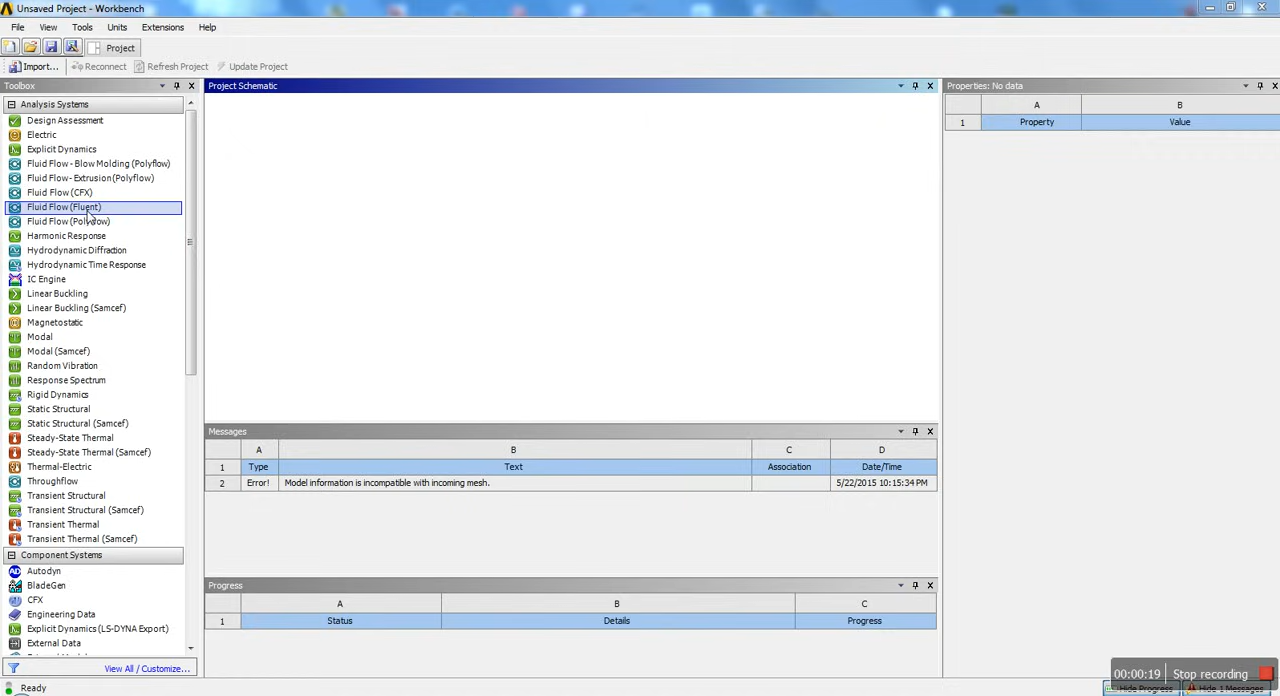 Unsaved Project - Workbench
File View Tools Units Extensions Help
Project
Import... Reconnect Refresh Project Update Project
Toolbox
Analysis Systems
Design Assessment
Electric
Explicit Dynamics
Fluid Flow - Blow Molding (Polyflow)
Fluid Flow - Extrusion (Polyflow)
Fluid Flow (CFX)
Fluid Flow (Fluent)
Fluid Flow (Polyflow)
Harmonic Response
Hydrodynamic Diffraction
Hydrodynamic Time Response
IC Engine
Linear Buckling
Linear Buckling (Samcef)
Magnetostatic
Modal
Modal (Samcef)
Random Vibration
Response Spectrum
Rigid Dynamics
Static Structural
Static Structural (Samcef)
Steady-State Thermal
Steady-State Thermal (Samcef)
Thermal-Electric
Throughflow
Transient Structural
Transient Structural (Samcef)
Transient Thermal
Transient Thermal (Samcef)
Component Systems
Autodyn
BladeGen
CFX
Engineering Data
Explicit Dynamics (LS-DYNA Export)
External Data
View All / Customize...
Ready
Project Schematic
Messages
A B C D
1 Type Text Association Date/Time
2 Error! Model information is incompatible with incoming mesh. 5/22/2015 10:15:34 PM
Progress
A B C
1 Status Details Progress
Properties: No data
A B
1 Property Value
00:00:19 Stop recording
Hide Progress Hide 1 Messages